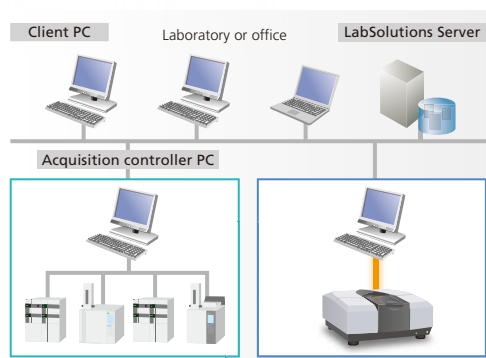 Client PC
Laboratory or office
LabSolutions Server
Acquisition controller PC